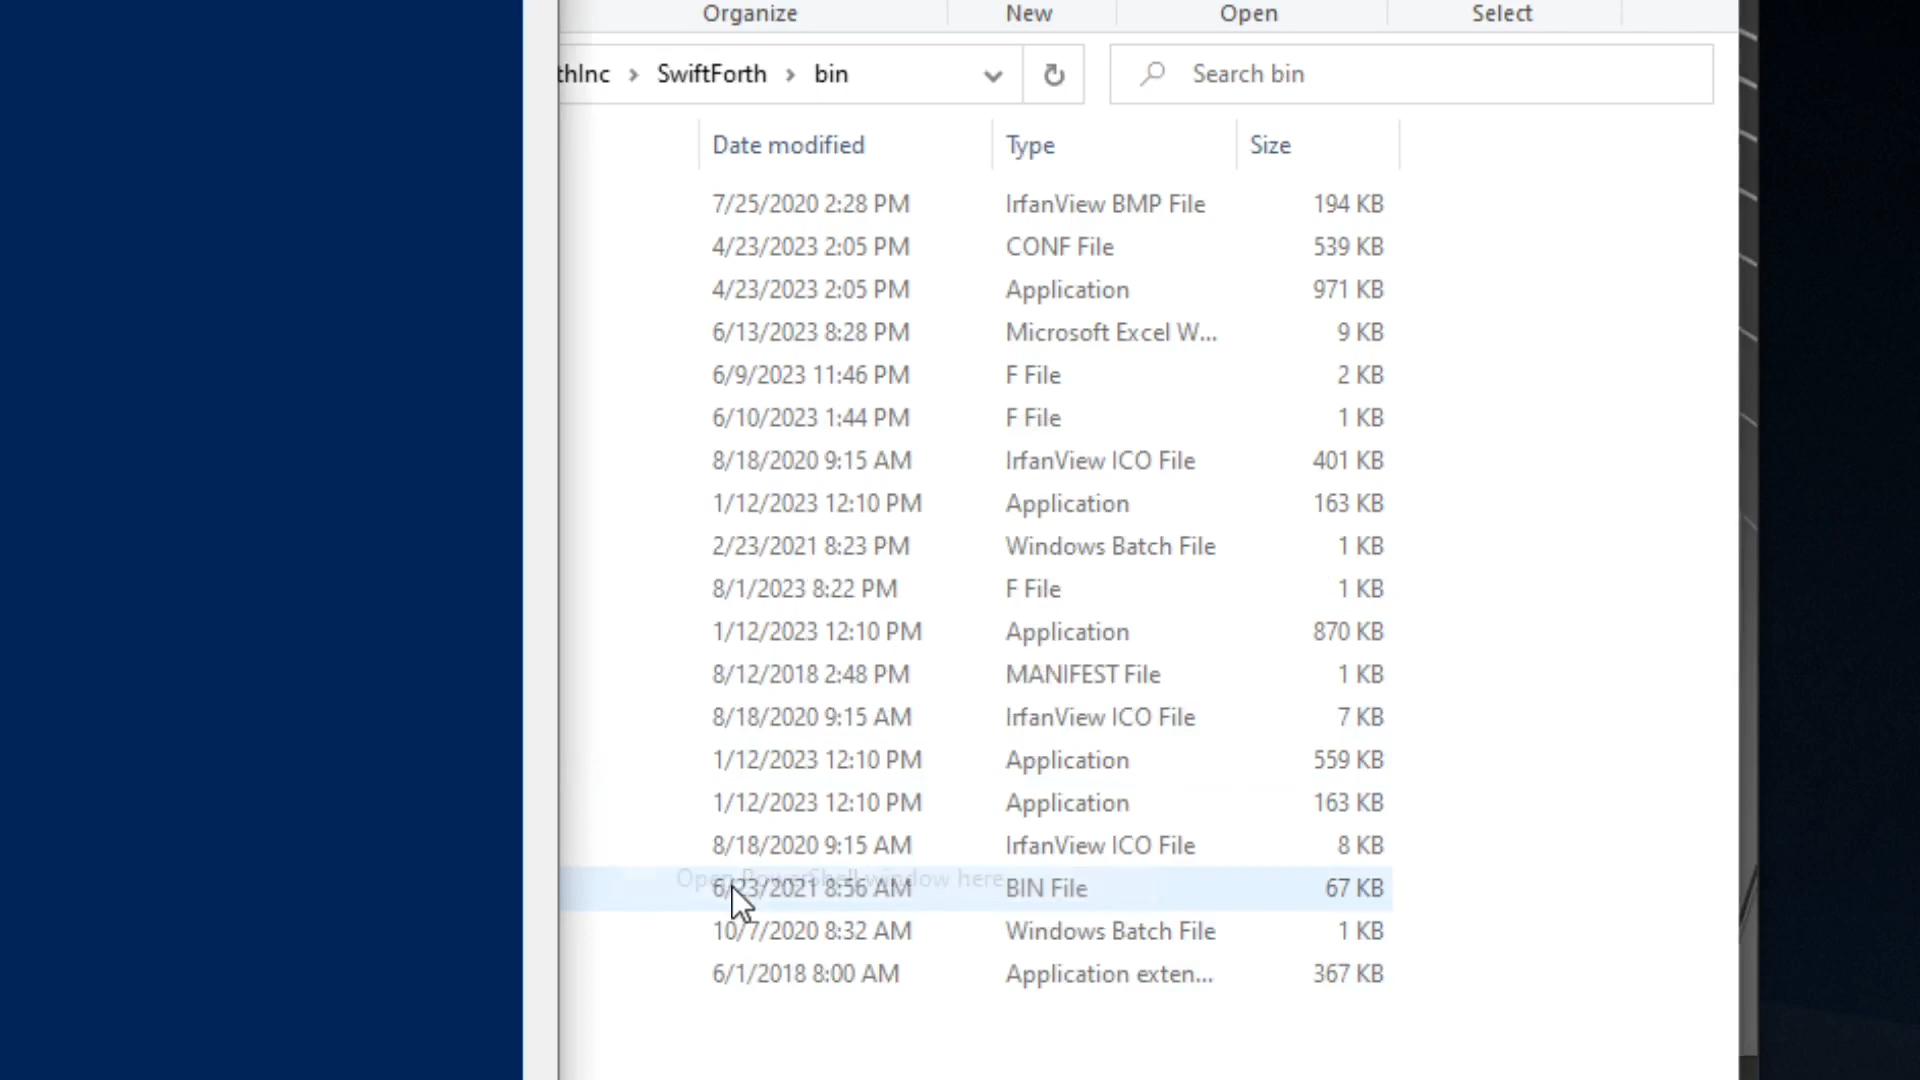 Organize New Open Select
thInc > SwiftForth > bin Search bin
Date modified Type Size
7/25/2020 2:28 PM IrfanView BMP File 194 KB
4/23/2023 2:05 PM CONF File 539 KB
4/23/2023 2:05 PM Application 971 KB
6/13/2023 8:28 PM Microsoft Excel W... 9 KB
6/9/2023 11:46 PM F File 2 KB
6/10/2023 1:44 PM F File 1 KB
8/18/2020 9:15 AM IrfanView ICO File 401 KB
1/12/2023 12:10 PM Application 163 KB
2/23/2021 8:23 PM Windows Batch File 1 KB
8/1/2023 8:22 PM F File 1 KB
1/12/2023 12:10 PM Application 870 KB
8/12/2018 2:48 PM MANIFEST File 1 KB
8/18/2020 9:15 AM IrfanView ICO File 7 KB
1/12/2023 12:10 PM Application 559 KB
1/12/2023 12:10 PM Application 163 KB
8/18/2020 9:15 AM IrfanView ICO File 8 KB
Open PowerShell window here
6/23/2021 8:56 AM BIN File 67 KB
10/7/2020 8:32 AM Windows Batch File 1 KB
6/1/2018 8:00 AM Application exten... 367 KB